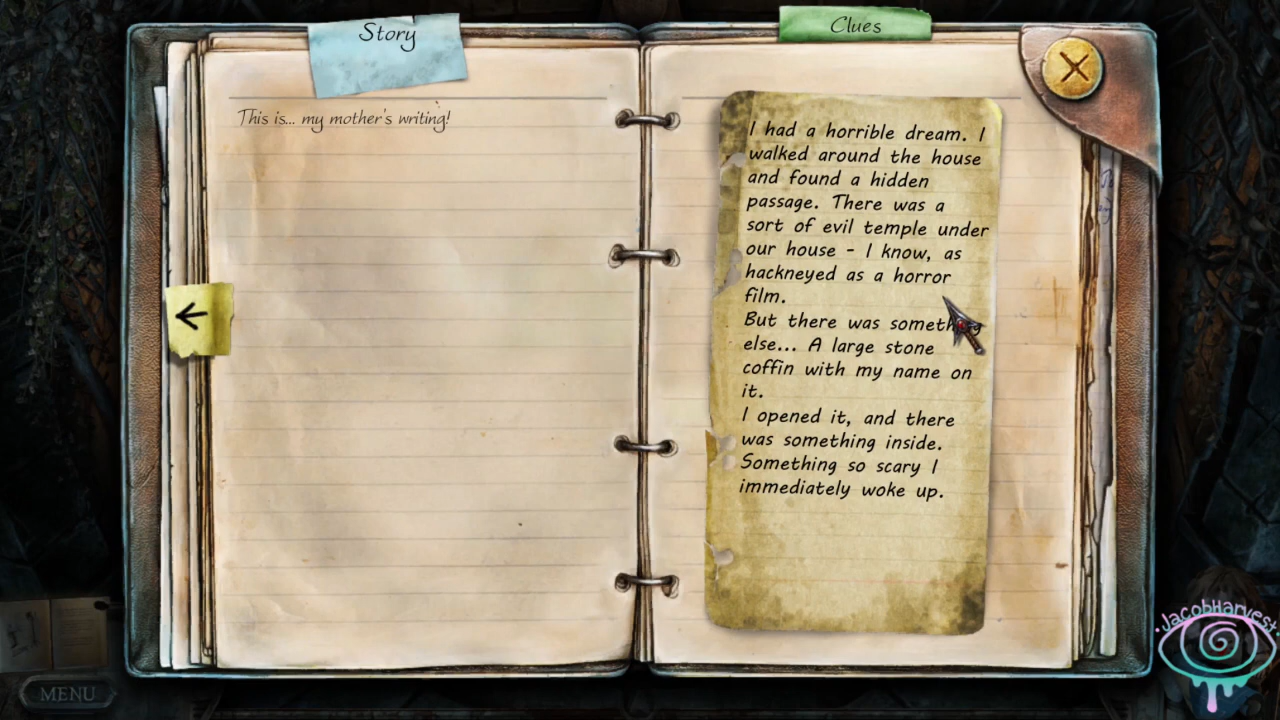 Story
Clues
This is... my mother's writing!
I had a horrible dream. I
walked around the house
and found a hidden
passage. There was a
sort of evil temple under
our house - I know, as
hackneyed as a horror
film.
But there was something
else... A large stone
coffin with my name on
it.
I opened it, and there
was something inside.
Something so scary I
immediately woke up.
MENU
JacobHarvest